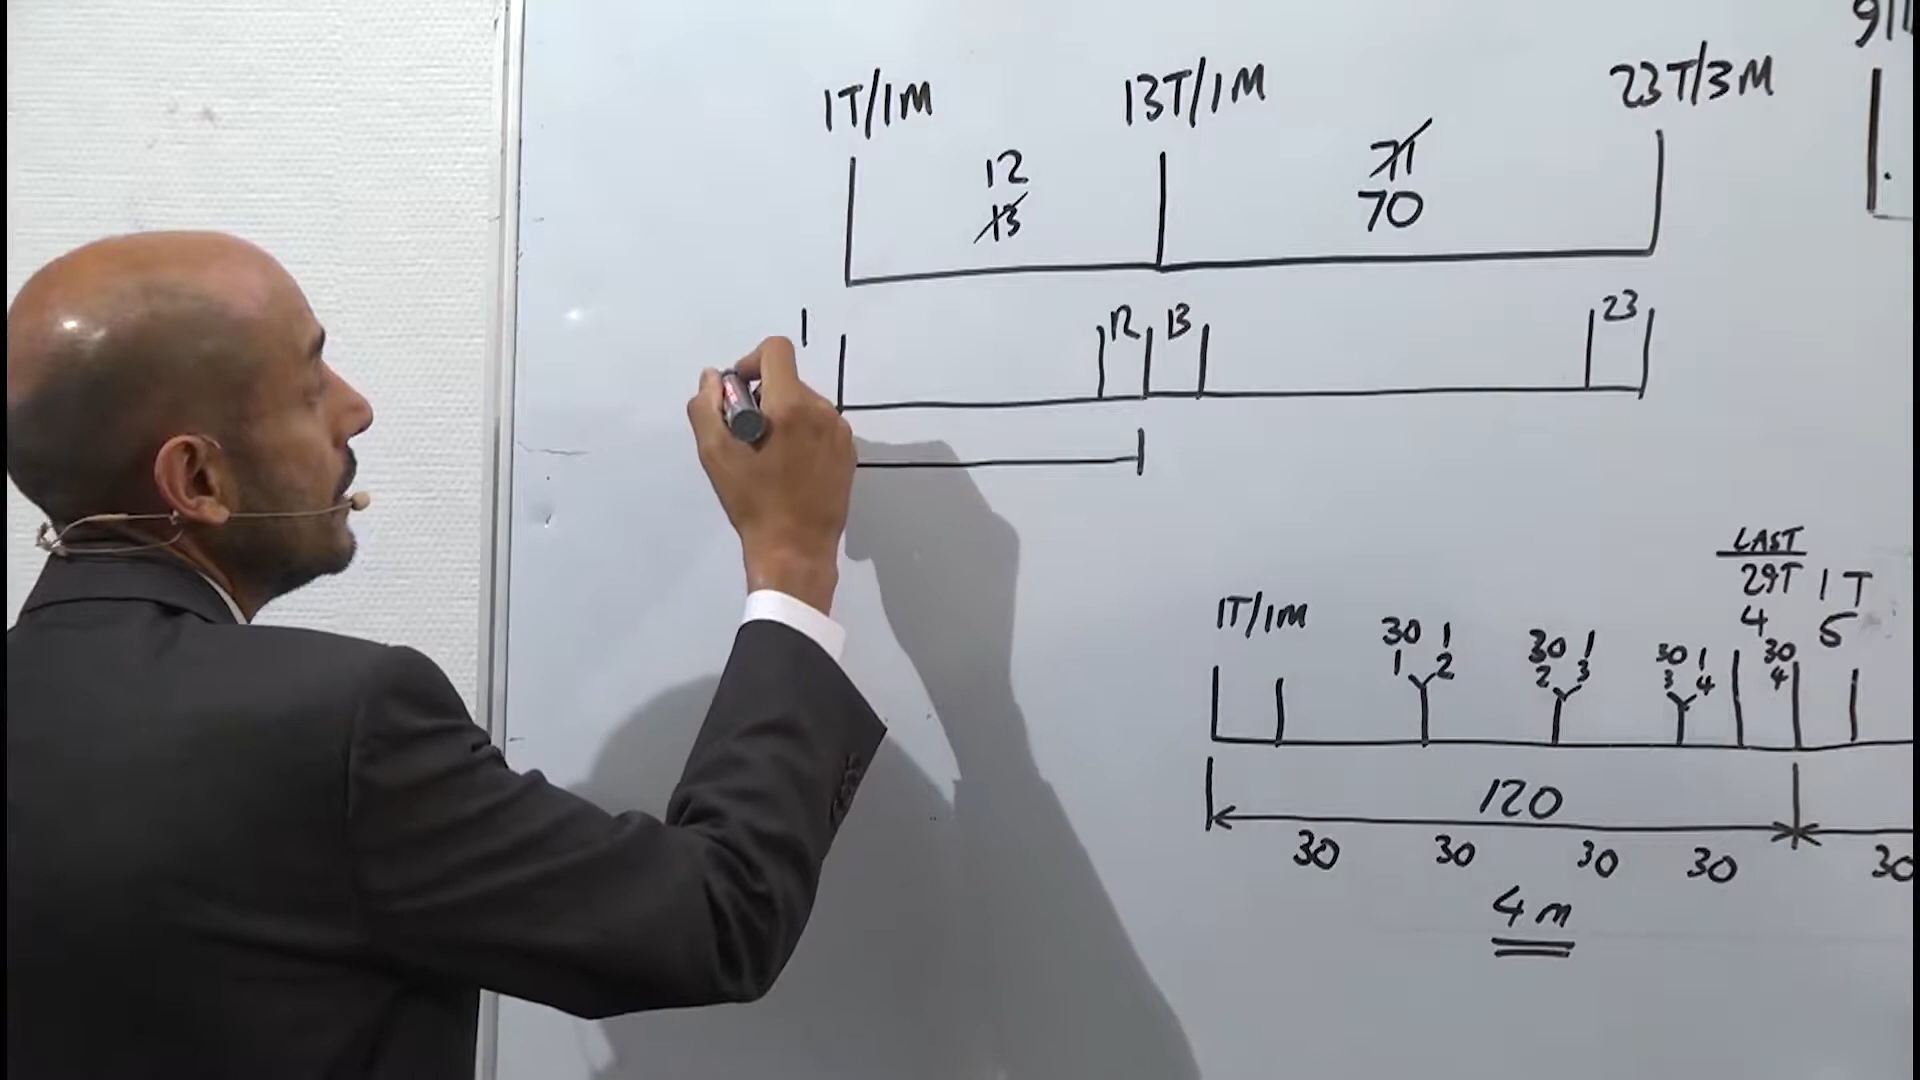 1T/1M 13T/1M 23T/3M
12 71
13 70
1 12 13 23
LAST
29T 1T
4 5
1T/1M 30 1 30 1 30 1 30
1 2 2 3 3 4 4
120
30 30 30 30 30
4m